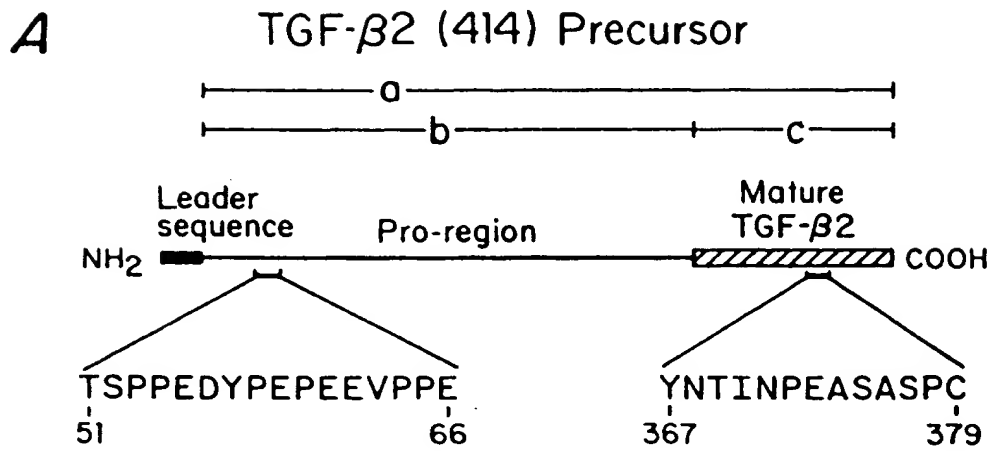 A
TGF-β2 (414) Precursor
a
b
c
Leader
sequence
Pro-region
Mature
TGF-β2
NH2
COOH
TSPPEDYPEPEEVPPE
YNTINPEASASPC
51
66
367
379